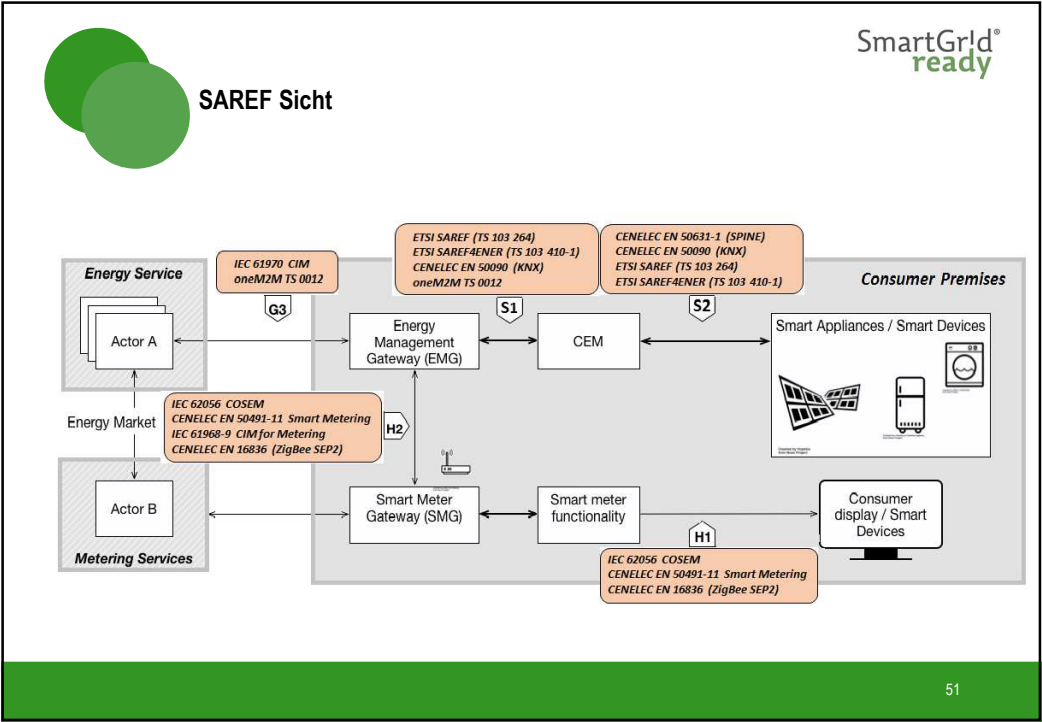 SmartGr!d®
ready
SAREF Sicht
ETSI SAREF (TS 103 264)
ETSI SAREF4ENER (TS 103 410-1)
CENELEC EN 50090 (KNX)
oneM2M TS 0012
CENELEC EN 50631-1 (SPINE)
CENELEC EN 50090 (KNX)
ETSI SAREF (TS 103 264)
ETSI SAREF4ENER (TS 103 410-1)
IEC 61970 CIM
oneM2M TS 0012
Energy Service
Consumer Premises
G3
S1
S2
Actor A
Energy
Management
Gateway (EMG)
CEM
Smart Appliances / Smart Devices
Energy Market
IEC 62056 COSEM
CENELEC EN 50491-11 Smart Metering
IEC 61968-9 CIM for Metering
CENELEC EN 16836 (ZigBee SEP2)
H2
Actor B
Metering Services
Smart Meter
Gateway (SMG)
Smart meter
functionality
Consumer
display / Smart
Devices
H1
IEC 62056 COSEM
CENELEC EN 50491-11 Smart Metering
CENELEC EN 16836 (ZigBee SEP2)
51